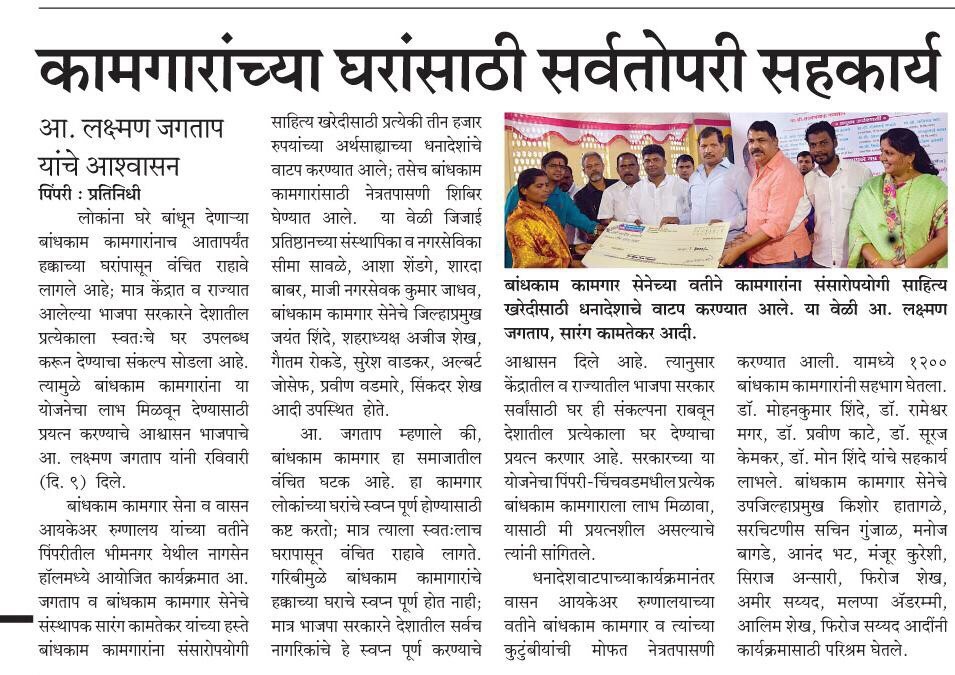 कामगारांच्या घरांसाठी सर्वतोपरी सहकार्य
आ. लक्ष्मण जगताप
यांचे आश्वासन
पिंपरी : प्रतिनिधी
लोकांना घरे बांधून देणाऱ्या
बांधकाम कामगारांनाच आतापर्यंत
हक्काच्या घरांपासून वंचित राहावे
लागले आहे; मात्र केंद्रात व राज्यात
आलेल्या भाजपा सरकारने देशातील
प्रत्येकाला स्वतःचे घर उपलब्ध
करून देण्याचा संकल्प सोडला आहे.
त्यामुळे बांधकाम कामगारांना या
योजनेचा लाभ मिळवून देण्यासाठी
प्रयत्न करण्याचे आश्वासन भाजपाचे
आ. लक्ष्मण जगताप यांनी रविवारी
(दि. ९) दिले.
बांधकाम कामगार सेना व वासन
आयकेअर रुग्णालय यांच्या वतीने
पिंपरीतील भीमनगर येथील नागसेन
हॉलमध्ये आयोजित कार्यक्रमात आ.
जगताप व बांधकाम कामगार सेनेचे
संस्थापक सारंग कामतेकर यांच्या हस्ते
बांधकाम कामगारांना संसारोपयोगी
साहित्य खरेदीसाठी प्रत्येकी तीन हजार
रुपयांच्या अर्थसाह्याच्या धनादेशांचे
वाटप करण्यात आले; तसेच बांधकाम
कामगारांसाठी नेत्रतपासणी शिबिर
घेण्यात आले. या वेळी जिजाई
प्रतिष्ठानच्या संस्थापिका व नगरसेविका
सीमा सावळे, आशा शेंडगे, शारदा
बाबर, माजी नगरसेवक कुमार जाधव,
बांधकाम कामगार सेनेचे जिल्हाप्रमुख
जयंत शिंदे, शहराध्यक्ष अजीज शेख,
गौतम रोकडे, सुरेश वाडकर, अल्बर्ट
जोसेफ, प्रवीण वडमारे, सिंकदर शेख
आदी उपस्थित होते.
आ. जगताप म्हणाले की,
बांधकाम कामगार हा समाजातील
वंचित घटक आहे. हा कामगार
लोकांच्या घरांचे स्वप्न पूर्ण होण्यासाठी
कष्ट करतो; मात्र त्याला स्वतःलाच
घरापासून वंचित राहावे लागते.
गरिबीमुळे बांधकाम कामागारांचे
हक्काच्या घराचे स्वप्न पूर्ण होत नाही;
मात्र भाजपा सरकारने देशातील सर्वच
नागरिकांचे हे स्वप्न पूर्ण करण्याचे
बांधकाम कामगार सेनेच्या वतीने कामगारांना संसारोपयोगी साहित्य
खरेदीसाठी धनादेशाचे वाटप करण्यात आले. या वेळी आ. लक्ष्मण
जगताप, सारंग कामतेकर आदी.
आश्वासन दिले आहे. त्यानुसार
केंद्रातील व राज्यातील भाजपा सरकार
सर्वांसाठी घर ही संकल्पना राबवून
देशातील प्रत्येकाला घर देण्याचा
प्रयत्न करणार आहे. सरकारच्या या
योजनेचा पिंपरी-चिंचवडमधील प्रत्येक
बांधकाम कामगाराला लाभ मिळावा,
यासाठी मी प्रयत्नशील असल्याचे
त्यांनी सांगितले.
धनादेश वाटपाच्या कार्यक्रमानंतर
वासन आयकेअर रुग्णालयाच्या
वतीने बांधकाम कामगार व त्यांच्या
कुटुंबीयांची मोफत नेत्रतपासणी
करण्यात आली. यामध्ये १२००
बांधकाम कामगारांनी सहभाग घेतला.
डॉ. मोहनकुमार शिंदे, डॉ. रामेश्वर
मगर, डॉ. प्रवीण काटे, डॉ. सूरज
केमकर, डॉ. मोन शिंदे यांचे सहकार्य
लाभले. बांधकाम कामगार सेनेचे
उपजिल्हाप्रमुख किशोर हातागळे,
सरचिटणीस सचिन गुंजाळ, मनोज
बागडे, आनंद भट, मंजूर कुरेशी,
सिराज अन्सारी, फिरोज शेख,
अमीर सय्यद, मलप्पा ॲडरम्मी,
आलिम शेख, फिरोज सय्यद आदींनी
कार्यक्रमासाठी परिश्रम घेतले.